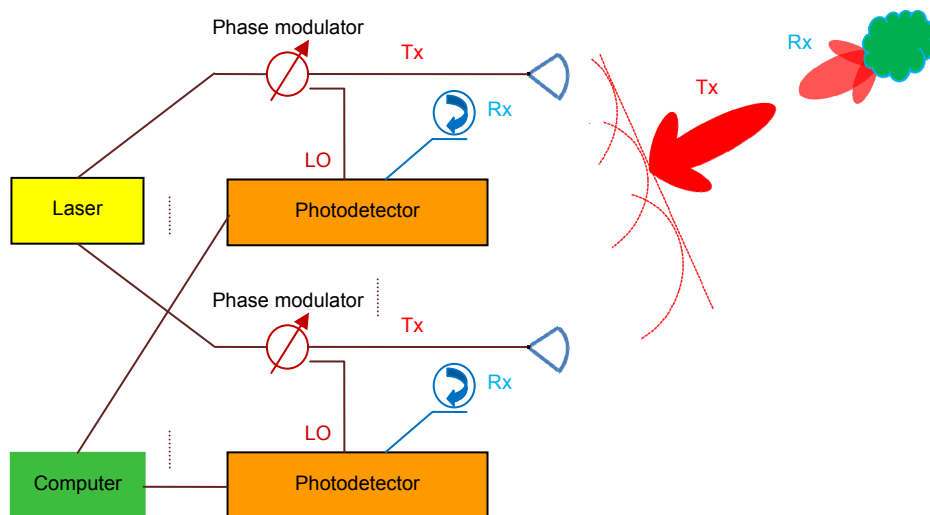 Phase modulator
Tx
Rx
Tx
Rx
LO
Laser
Photodetector
Phase modulator
Tx
Rx
LO
Computer
Photodetector